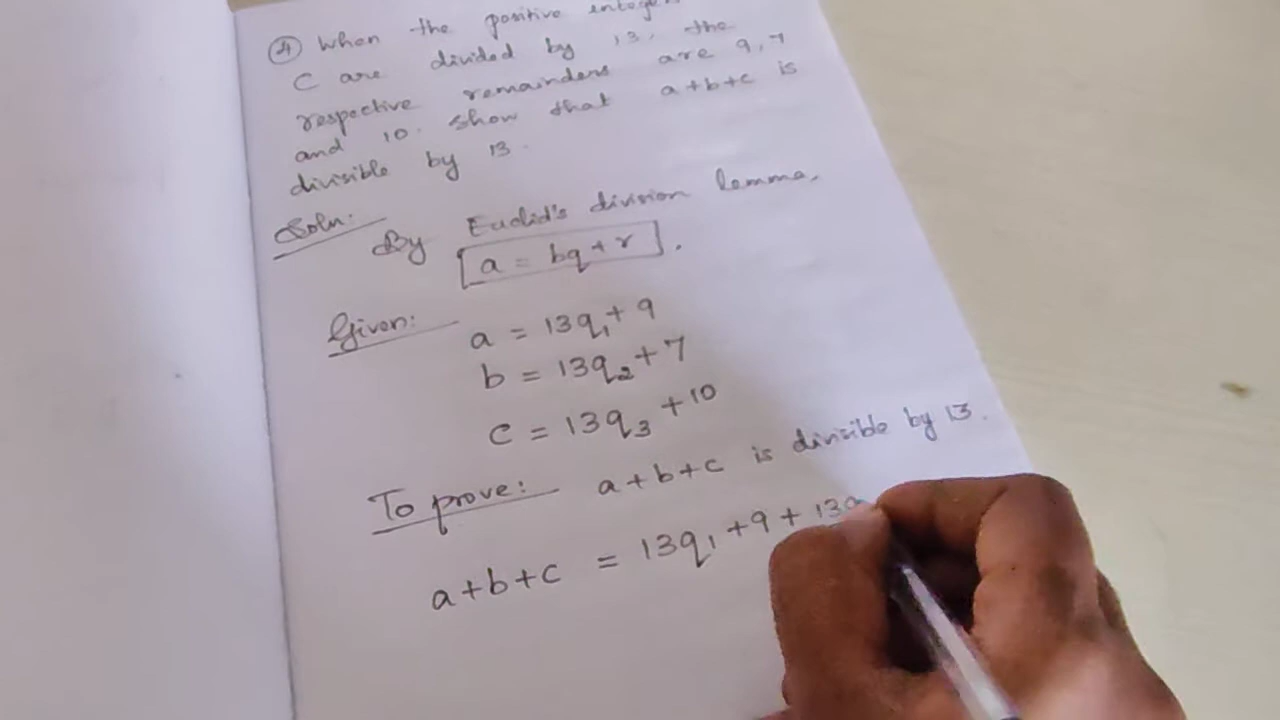 ④ When the positive
C are divided by 13, the
respective remainders are 9, 7
and 10. show that a+b+c is
divisible by 13.
Soln:
By Euclid's division lemma,
[a = bq + r].
Given:
a = 13q₁ + 9
b = 13q₂ + 7
c = 13q₃ + 10
To prove: a+b+c is divisible by 13.
a+b+c = 13q₁ + 9 + 13q